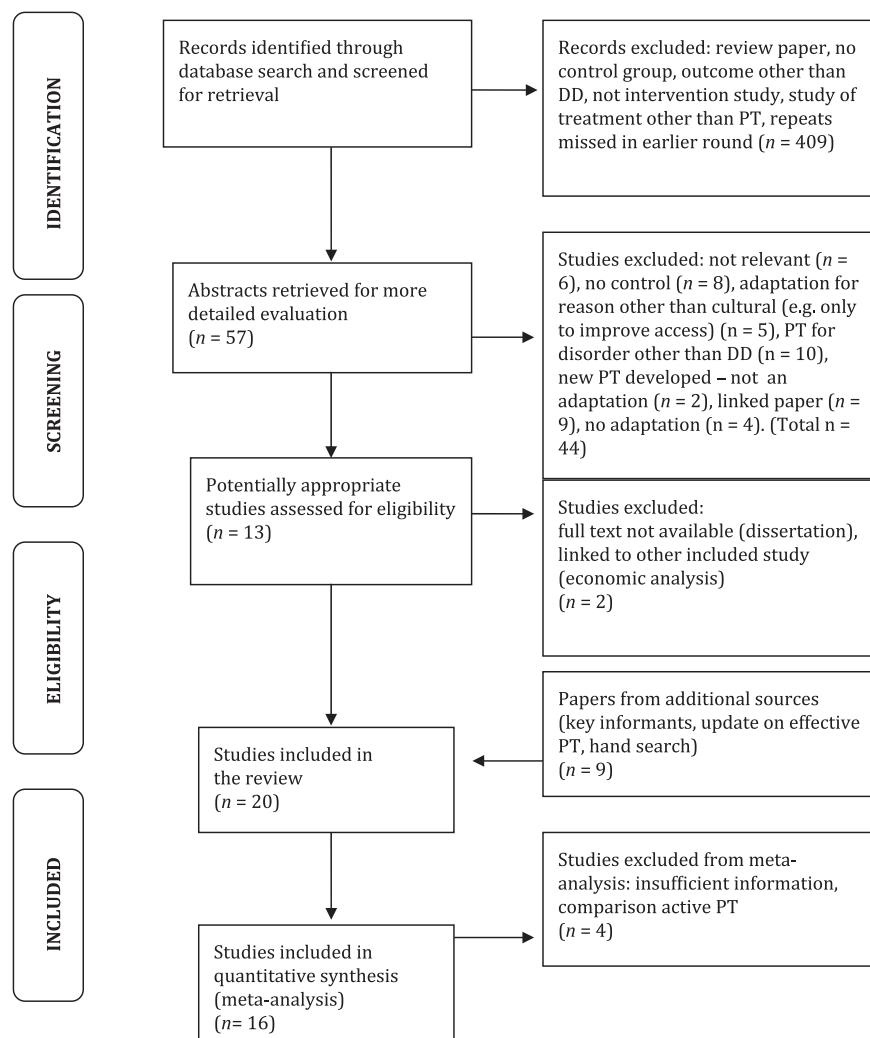 IDENTIFICATION
Records identified through
database search and screened
for retrieval
Records excluded: review paper, no
control group, outcome other than
DD, not intervention study, study of
treatment other than PT, repeats
missed in earlier round (n = 409)
SCREENING
Abstracts retrieved for more
detailed evaluation
(n = 57)
Studies excluded: not relevant (n =
6), no control (n = 8), adaptation for
reason other than cultural (e.g. only
to improve access) (n = 5), PT for
disorder other than DD (n = 10),
new PT developed – not an
adaptation (n = 2), linked paper (n =
9), no adaptation (n = 4). (Total n =
44)
Potentially appropriate
studies assessed for eligibility
(n = 13)
Studies excluded:
full text not available (dissertation),
linked to other included study
(economic analysis)
(n = 2)
ELIGIBILITY
Papers from additional sources
(key informants, update on effective
PT, hand search)
(n = 9)
Studies included in
the review
(n = 20)
INCLUDED
Studies excluded from meta-
analysis: insufficient information,
comparison active PT
(n = 4)
Studies included in
quantitative synthesis
(meta-analysis)
(n= 16)